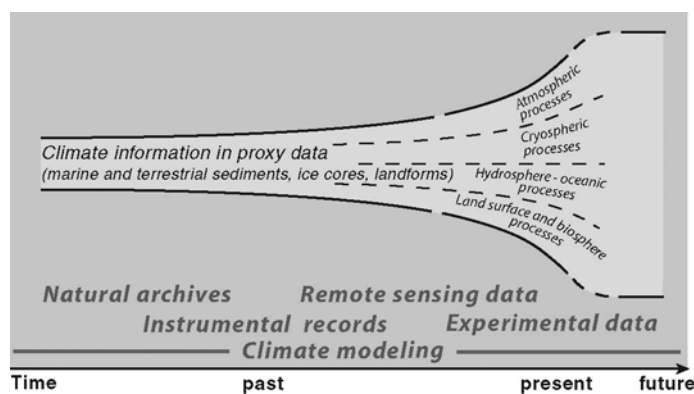 Atmospheric
processes
Cryospheric
processes
Climate information in proxy data
(marine and terrestrial sediments, ice cores, landforms)
Hydrosphere - oceanic
processes
Land surface and biosphere
processes
Natural archives Remote sensing data
Instrumental records Experimental data
Climate modeling
Time past present future